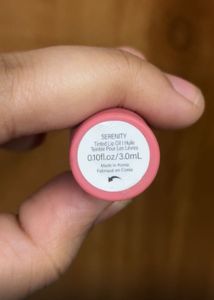 SERENITY
Tinted Lip Oil | Huile
Teintée Pour Les Lèvres
0.10fl.oz/3.0mL
Made in Korea
Fabriqué en Corée